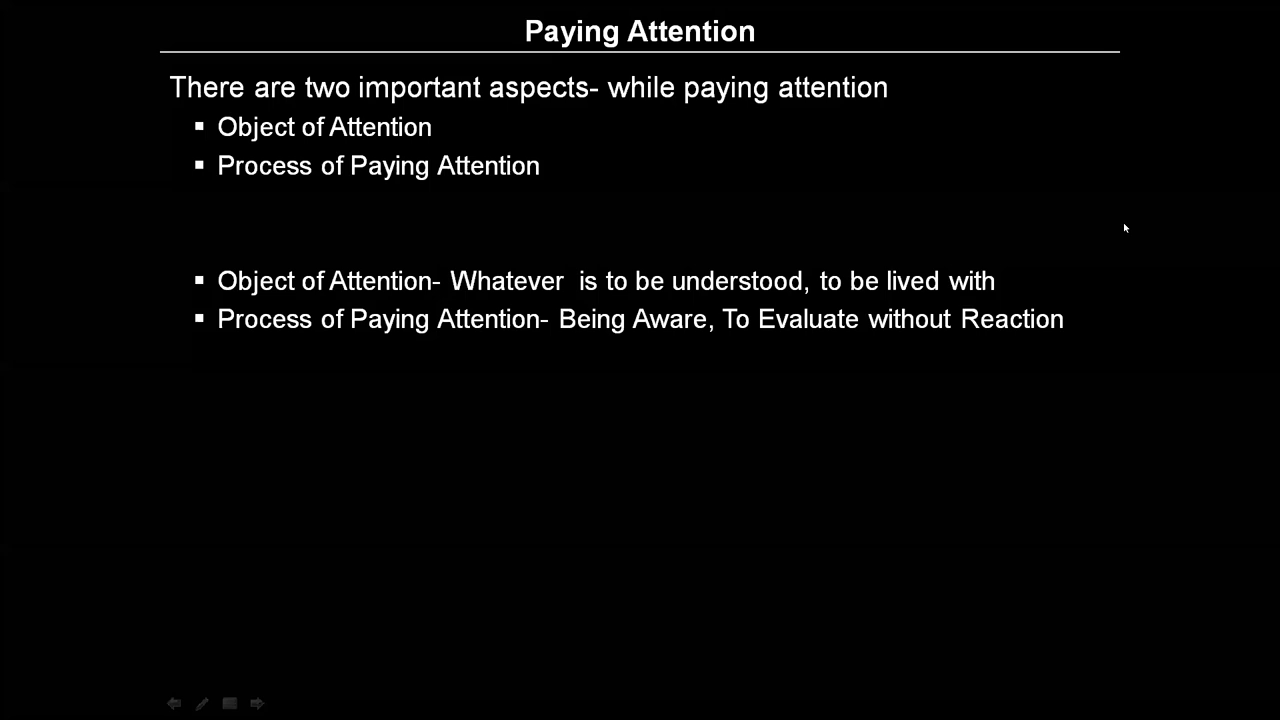 Paying Attention
There are two important aspects- while paying attention
▪ Object of Attention
▪ Process of Paying Attention
▪ Object of Attention- Whatever is to be understood, to be lived with
▪ Process of Paying Attention- Being Aware, To Evaluate without Reaction